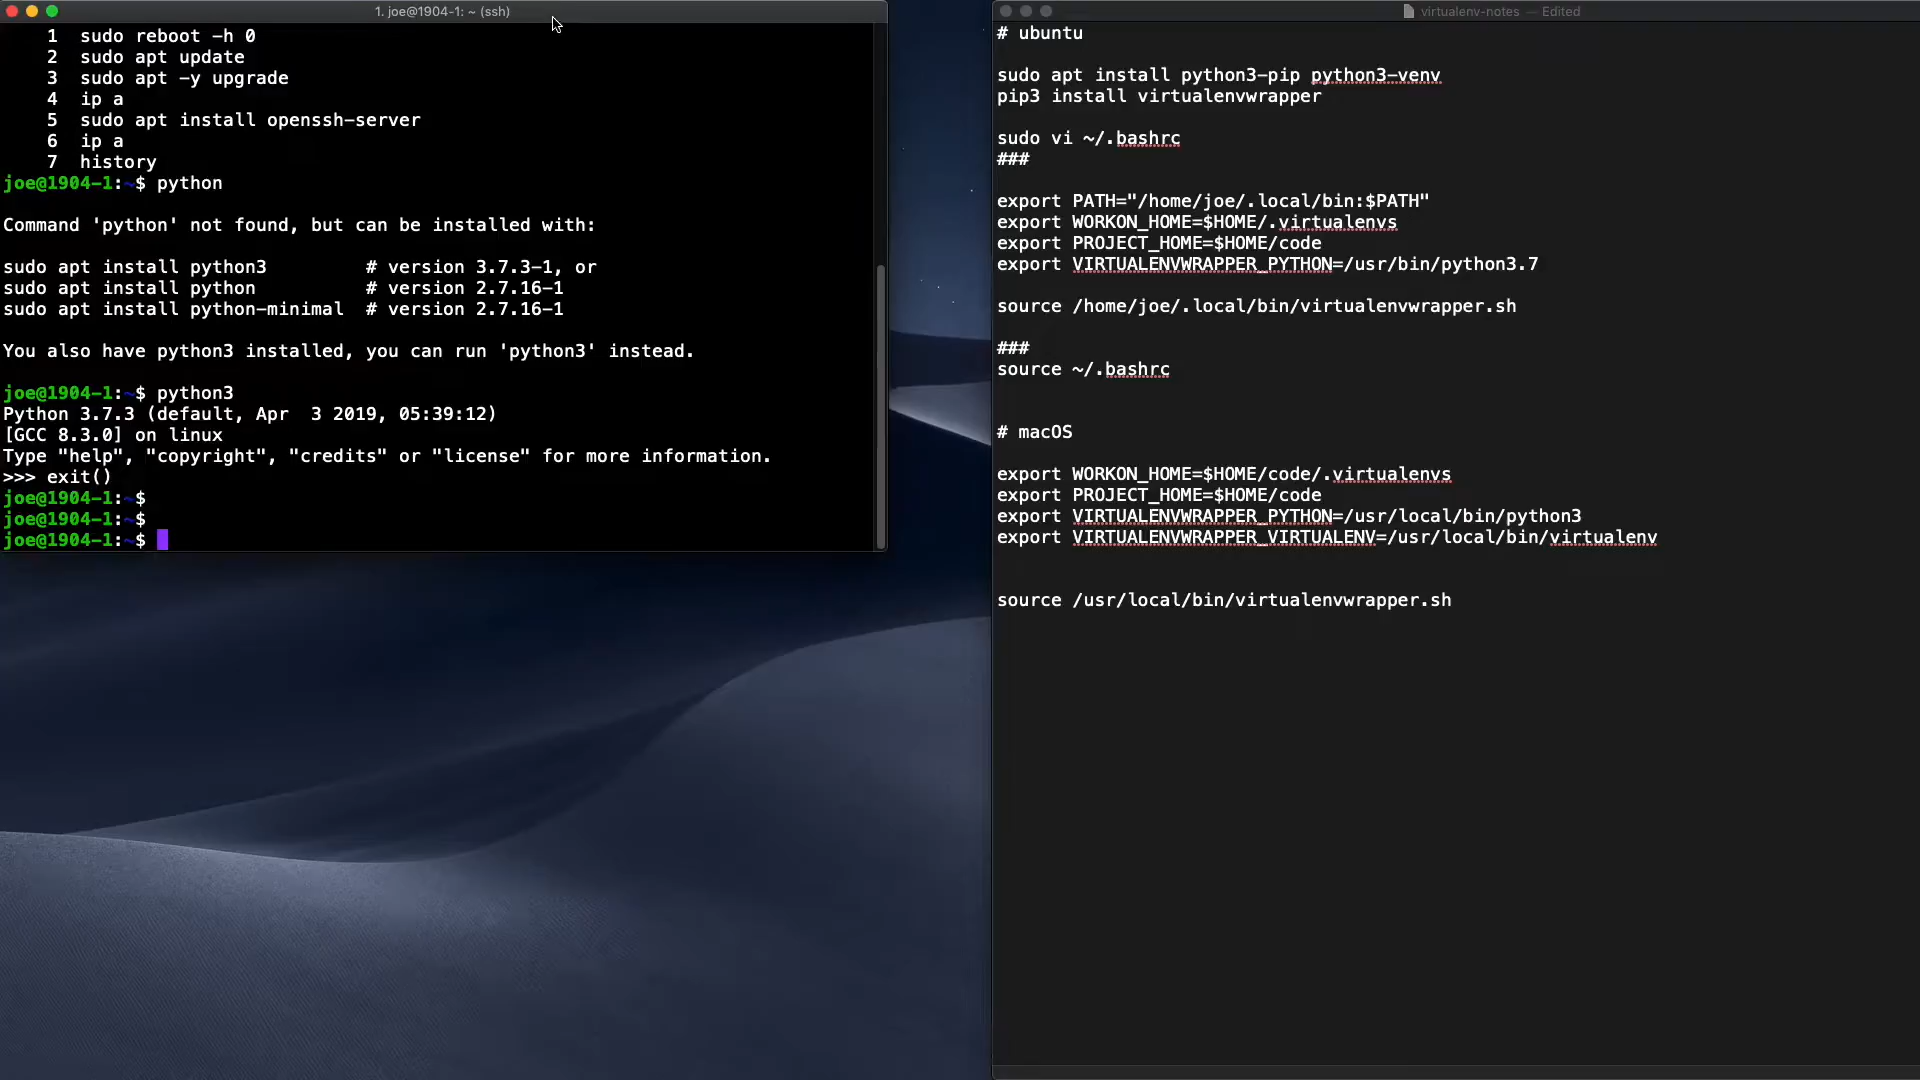 1. joe@1904-1: ~ (ssh)
1  sudo reboot -h 0
2  sudo apt update
3  sudo apt -y upgrade
4  ip a
5  sudo apt install openssh-server
6  ip a
7  history
joe@1904-1:~$ python
Command 'python' not found, but can be installed with:
sudo apt install python3         # version 3.7.3-1, or
sudo apt install python          # version 2.7.16-1
sudo apt install python-minimal  # version 2.7.16-1
You also have python3 installed, you can run 'python3' instead.
joe@1904-1:~$ python3
Python 3.7.3 (default, Apr  3 2019, 05:39:12)
[GCC 8.3.0] on linux
Type "help", "copyright", "credits" or "license" for more information.
>>> exit()
joe@1904-1:~$
joe@1904-1:~$
joe@1904-1:~$
virtualenv-notes — Edited
# ubuntu
sudo apt install python3-pip python3-venv
pip3 install virtualenvwrapper
sudo vi ~/.bashrc
###
export PATH="/home/joe/.local/bin:$PATH"
export WORKON_HOME=$HOME/.virtualenvs
export PROJECT_HOME=$HOME/code
export VIRTUALENVWRAPPER_PYTHON=/usr/bin/python3.7
source /home/joe/.local/bin/virtualenvwrapper.sh
###
source ~/.bashrc
# macOS
export WORKON_HOME=$HOME/code/.virtualenvs
export PROJECT_HOME=$HOME/code
export VIRTUALENVWRAPPER_PYTHON=/usr/local/bin/python3
export VIRTUALENVWRAPPER_VIRTUALENV=/usr/local/bin/virtualenv
source /usr/local/bin/virtualenvwrapper.sh